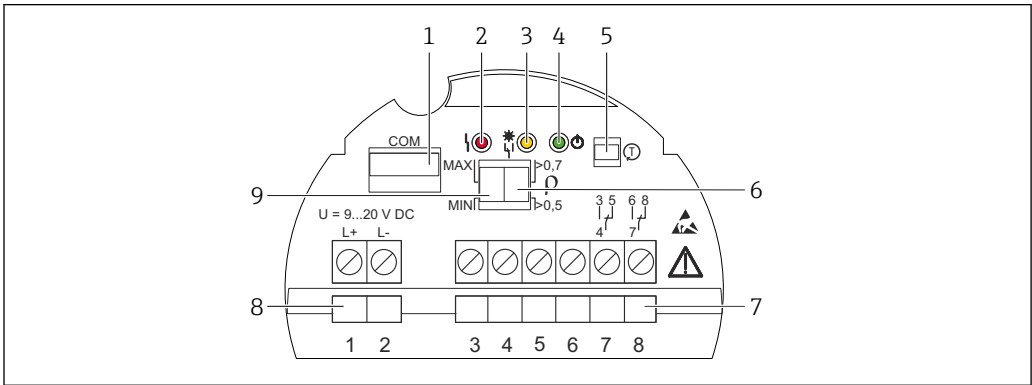 1 2 3 4 5
COM
T
MAX >0,7
9 ρ 6
MIN >0,5
3 5 6 8
4 7
U = 9...20 V DC
L+ L-
8 7
1 2 3 4 5 6 7 8